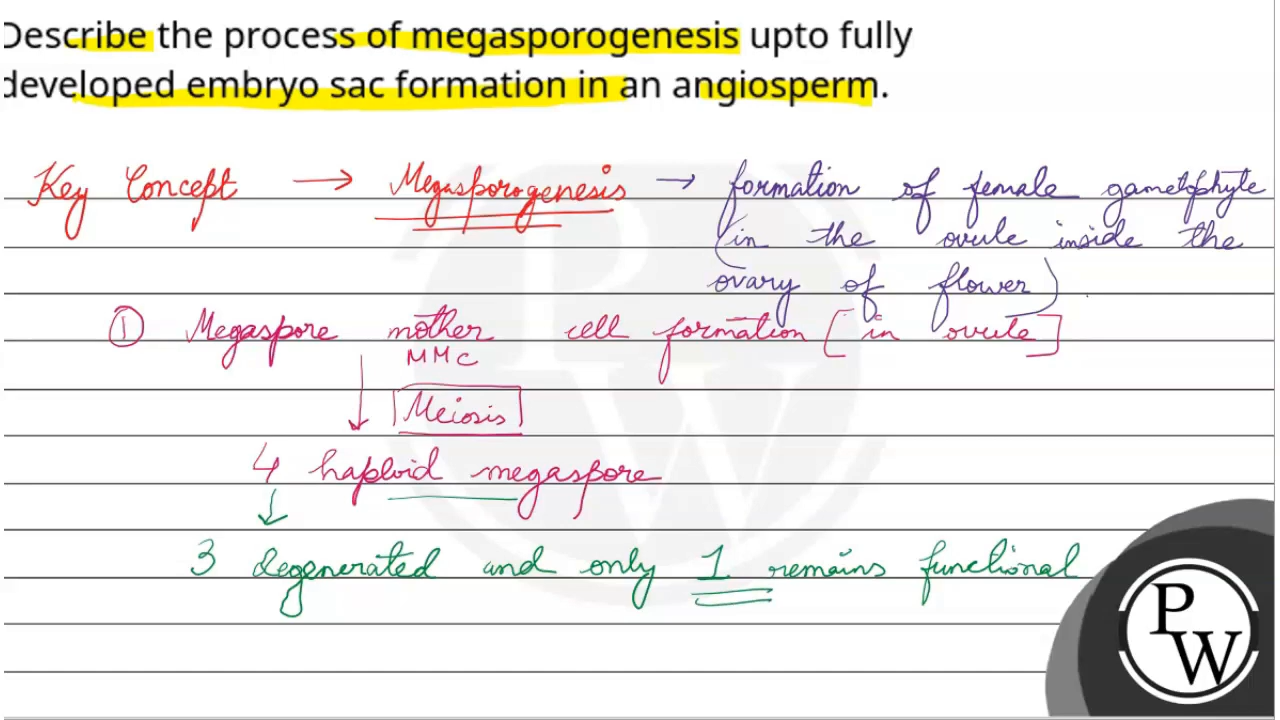 Describe the process of megasporogenesis upto fully
developed embryo sac formation in an angiosperm.
Key Concept → Megasporogenesis → formation of female gametophyte
(in the ovule inside the
ovary of flower)
① Megaspore mother cell formation [in ovule]
MMC
↓ Meiosis
4 haploid megaspore
↓
3 degenerated and only 1 remains functional
P
W